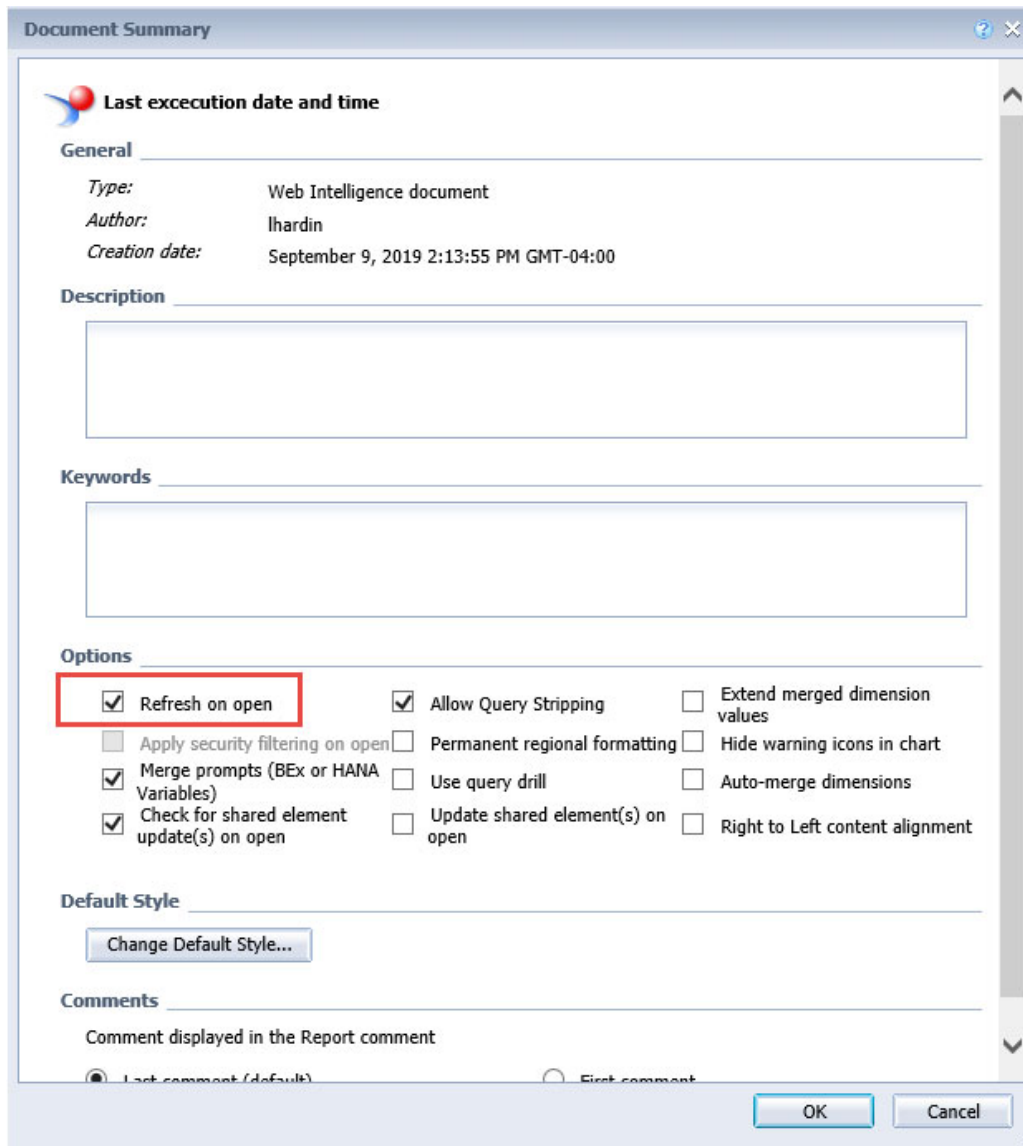 Document Summary
Last excecution date and time
General
Type: Web Intelligence document
Author: lhardin
Creation date: September 9, 2019 2:13:55 PM GMT-04:00
Description
Keywords
Options
Refresh on open Allow Query Stripping Extend merged dimension values
Apply security filtering on open Permanent regional formatting Hide warning icons in chart
Merge prompts (BEx or HANA Variables) Use query drill Auto-merge dimensions
Check for shared element update(s) on open Update shared element(s) on open Right to Left content alignment
Default Style
Change Default Style...
Comments
Comment displayed in the Report comment
Last comment (default) First comment
OK Cancel